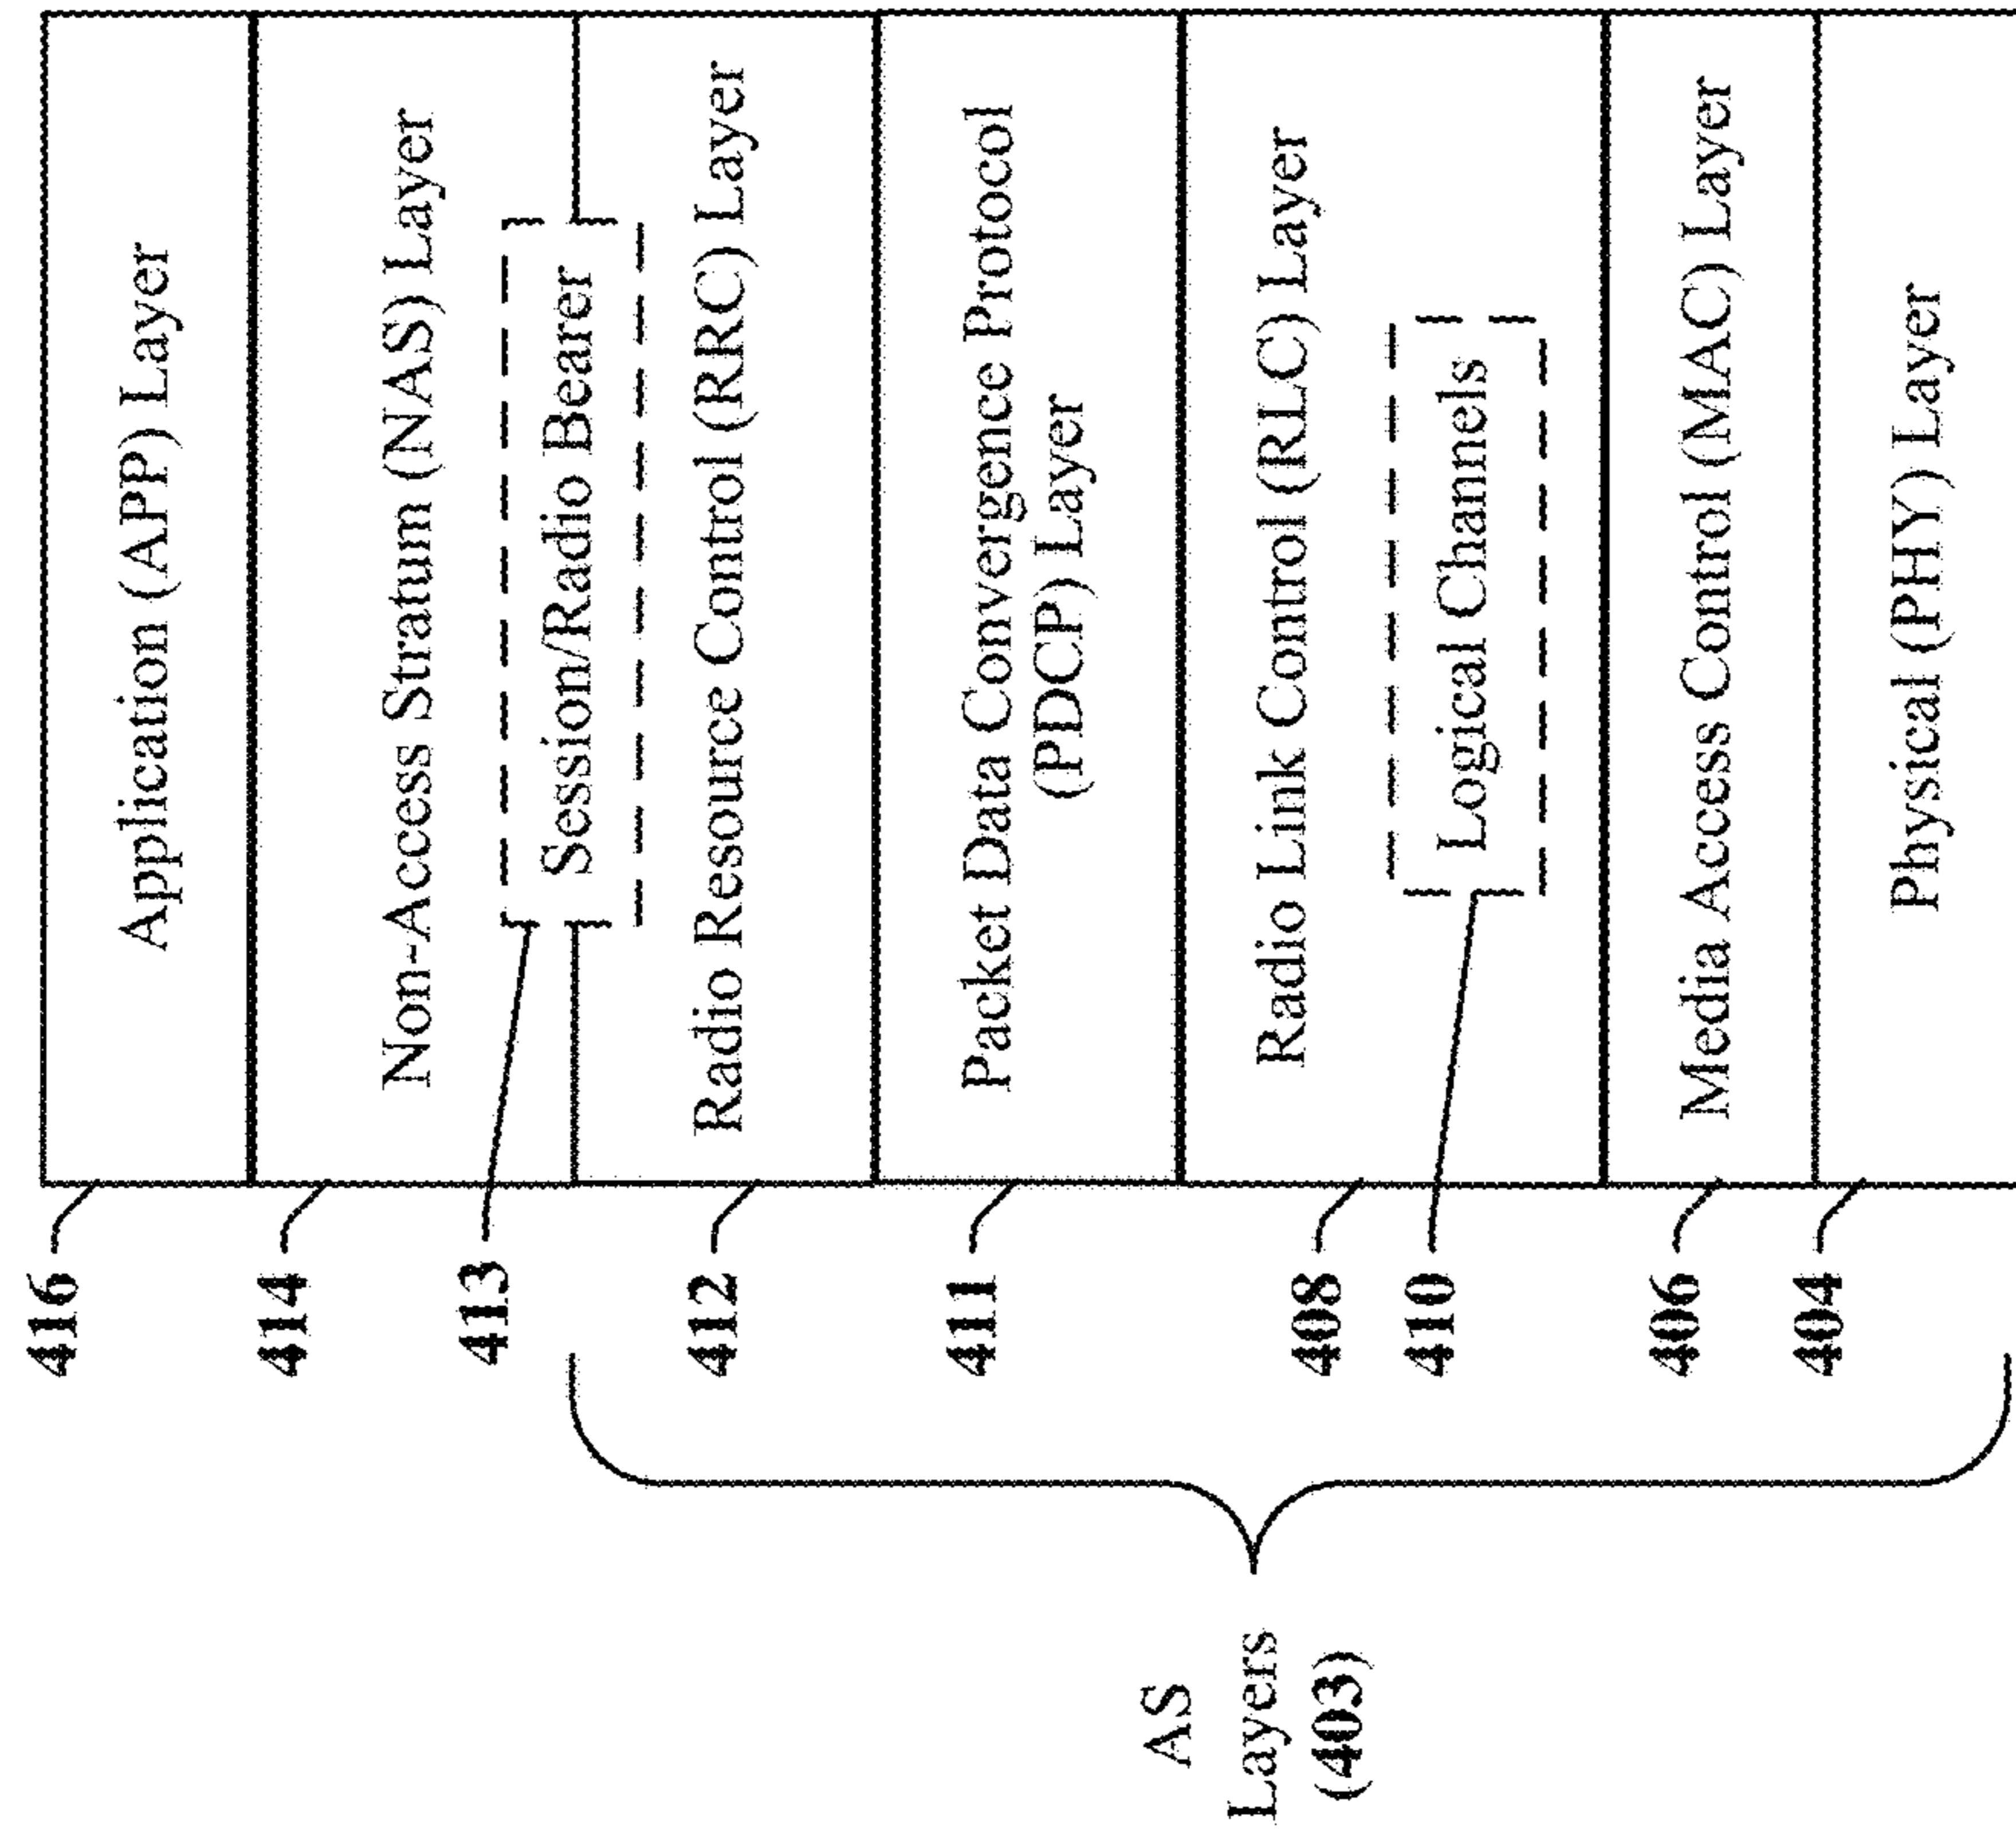 416
Application (APP) Layer
414
Non-Access Stratum (NAS) Layer
413
Session/Radio Bearer
412
Radio Resource Control (RRC) Layer
411
Packet Data Convergence Protocol
(PDCP) Layer
408
Radio Link Control (RLC) Layer
410
Logical Channels
406
Media Access Control (MAC) Layer
404
Physical (PHY) Layer
AS
Layers
(403)